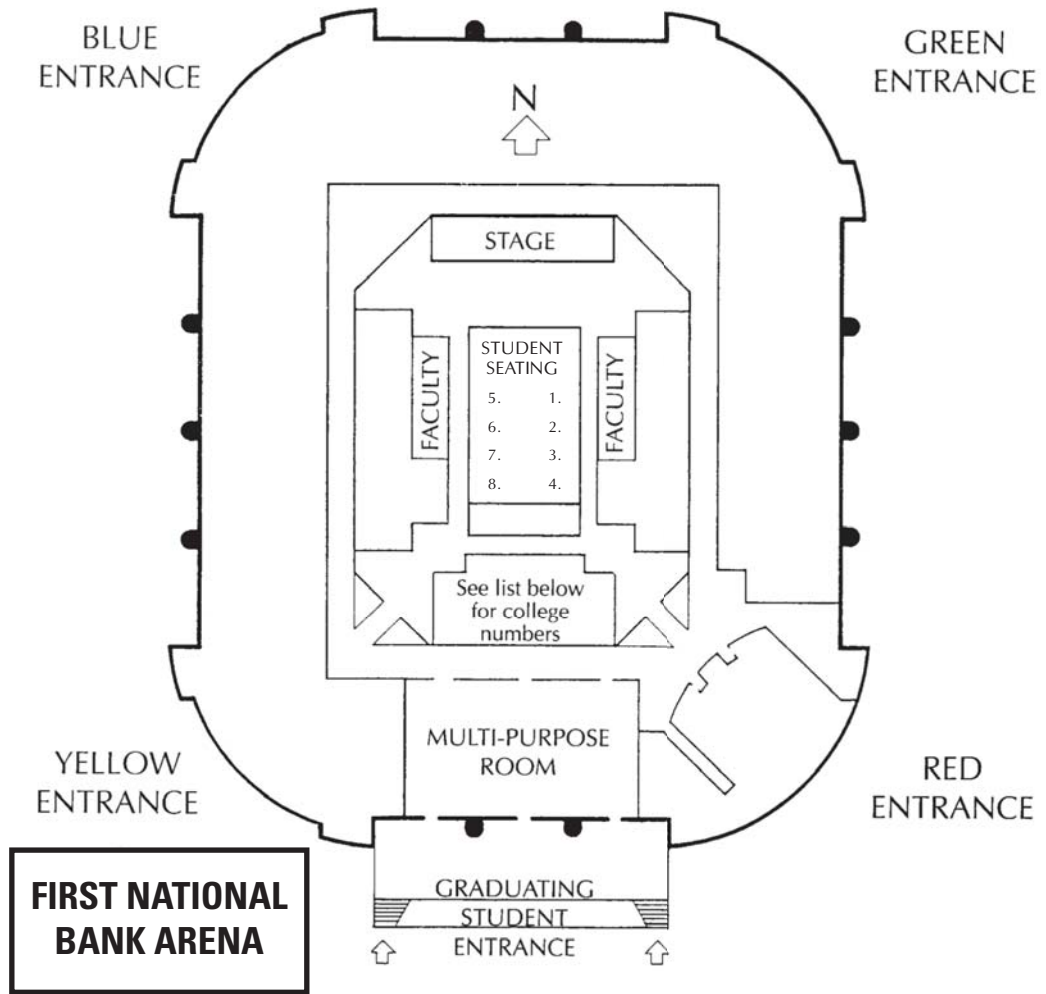 BLUE
ENTRANCE
GREEN
ENTRANCE
N
STAGE
STUDENT
SEATING
5. 1.
6. 2.
7. 3.
8. 4.
FACULTY
FACULTY
See list below
for college
numbers
MULTI-PURPOSE
ROOM
YELLOW
ENTRANCE
RED
ENTRANCE
GRADUATING
STUDENT
ENTRANCE
FIRST NATIONAL
BANK ARENA